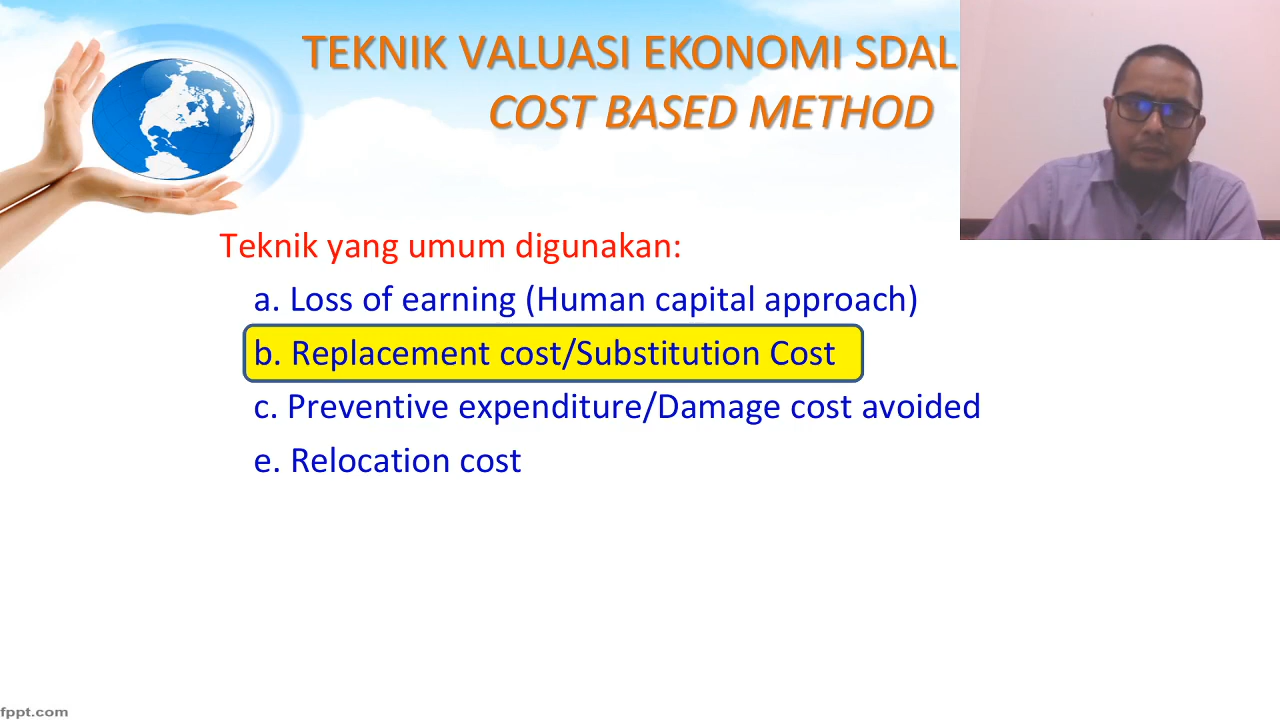 TEKNIK VALUASI EKONOMI SDAL
COST BASED METHOD
Teknik yang umum digunakan:
a. Loss of earning (Human capital approach)
b. Replacement cost/Substitution Cost
c. Preventive expenditure/Damage cost avoided
e. Relocation cost
fppt.com